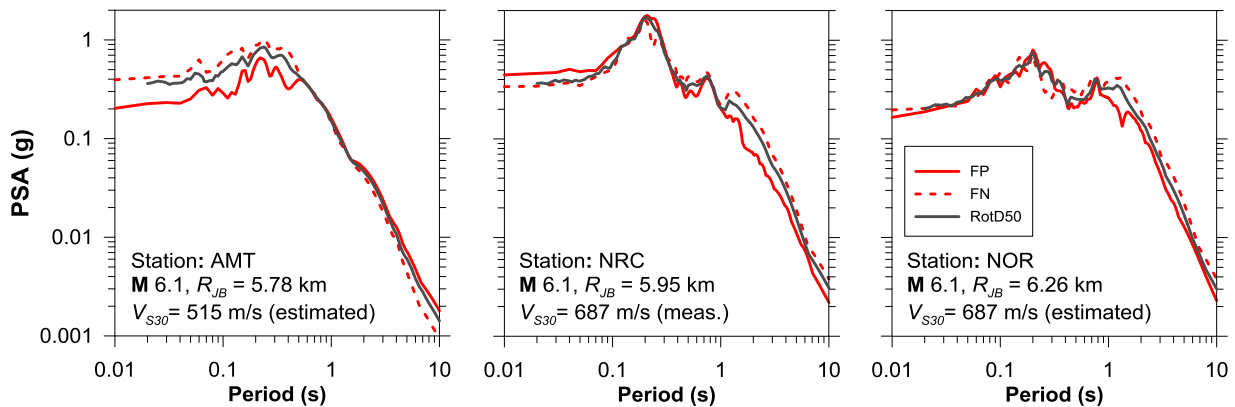 PSA (g)
1
0.1
0.01
0.001
Station: AMT
M 6.1, RJB = 5.78 km
VS30= 515 m/s (estimated)
0.01 0.1 1 10
Period (s)
Station: NRC
M 6.1, RJB = 5.95 km
VS30= 687 m/s (meas.)
0.01 0.1 1 10
Period (s)
FP
FN
RotD50
Station: NOR
M 6.1, RJB = 6.26 km
VS30= 687 m/s (estimated)
0.01 0.1 1 10
Period (s)